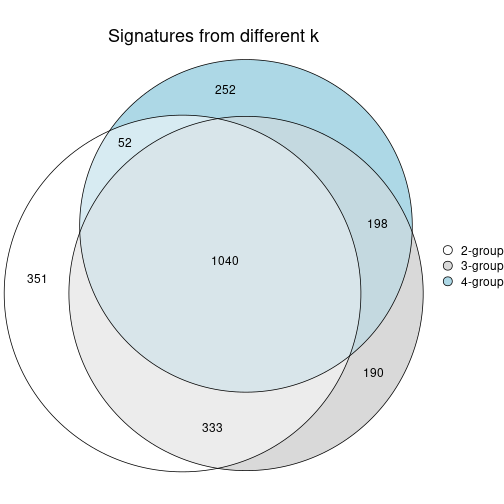 Signatures from different k
252
52
198
1040
351
190
333
2-group
3-group
4-group